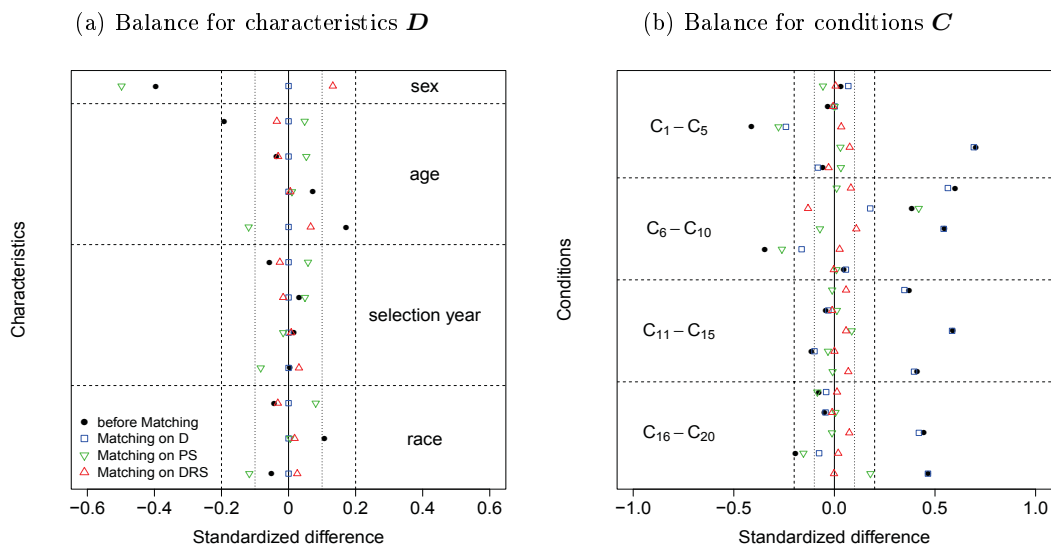 (a) Balance for characteristics D
sex
age
selection year
race
Characteristics
before Matching
Matching on D
Matching on PS
Matching on DRS
−0.6
−0.4
−0.2
0
0.2
0.4
0.6
Standardized difference
(b) Balance for conditions C
C1 – C5
C6 – C10
C11 – C15
C16 – C20
Conditions
−1.0
−0.5
0.0
0.5
1.0
Standardized difference